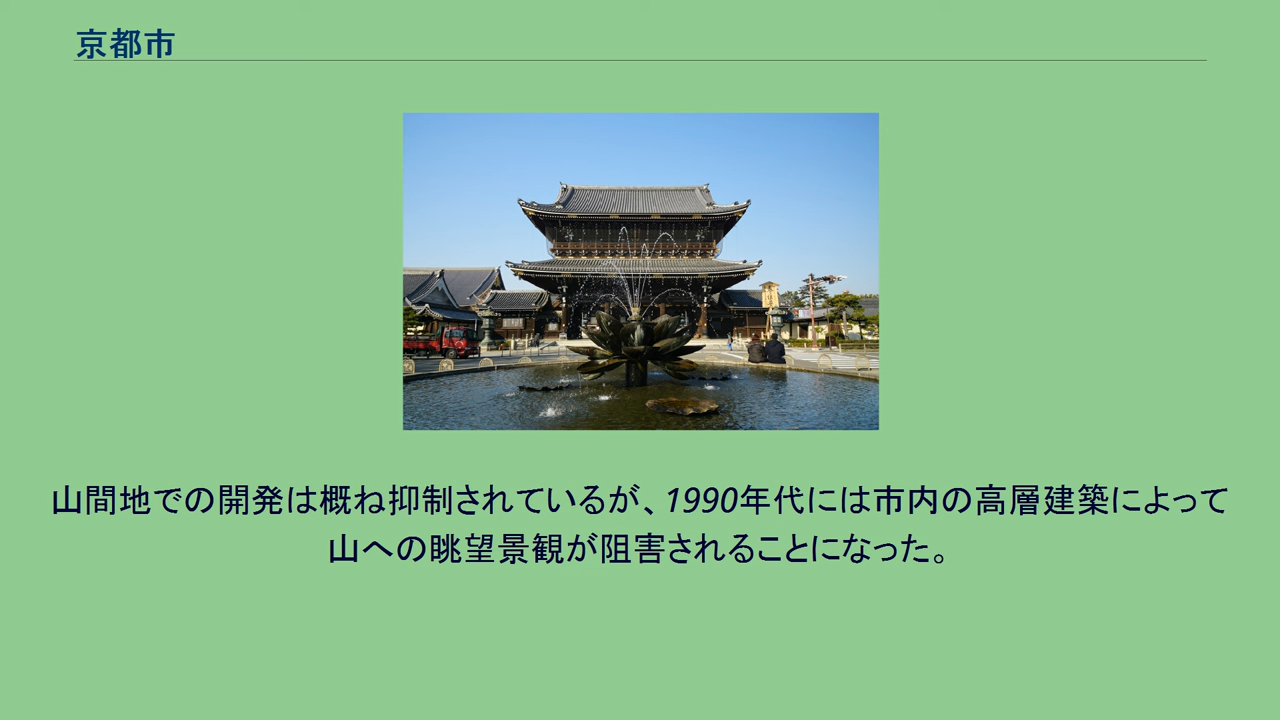 京都市
山間地での開発は概ね抑制されているが、1990年代には市内の高層建築によって
山への眺望景観が阻害されることになった。